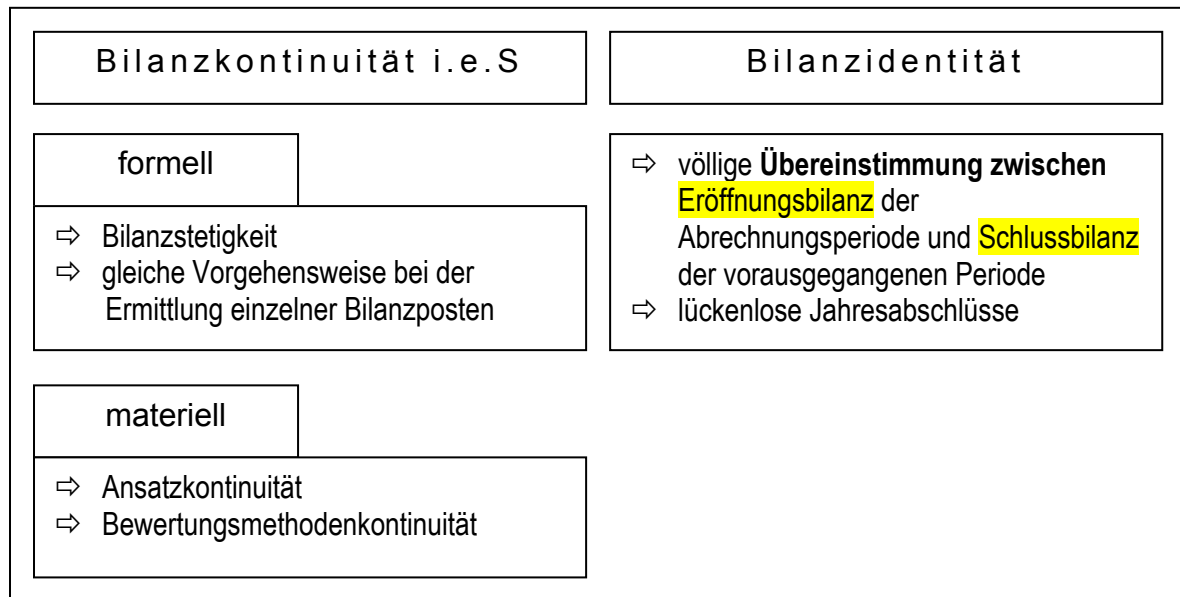 Bilanzkontinuität i.e.S
Bilanzidentität
formell
⇨ Bilanzstetigkeit
⇨ gleiche Vorgehensweise bei der
Ermittlung einzelner Bilanzposten
⇨ völlige Übereinstimmung zwischen
Eröffnungsbilanz der
Abrechnungsperiode und Schlussbilanz
der vorausgegangenen Periode
⇨ lückenlose Jahresabschlüsse
materiell
⇨ Ansatzkontinuität
⇨ Bewertungsmethodenkontinuität